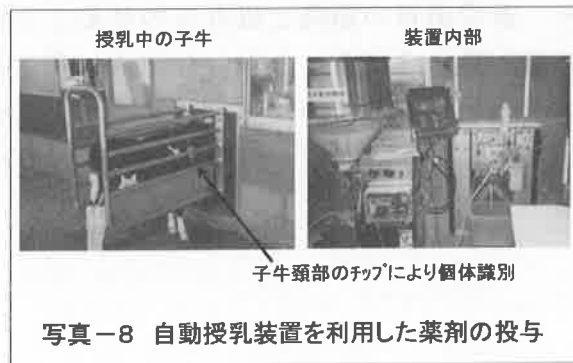 授乳中の子牛
装置内部
子牛頚部のチップにより個体識別
写真－8 自動授乳装置を利用した薬剤の投与